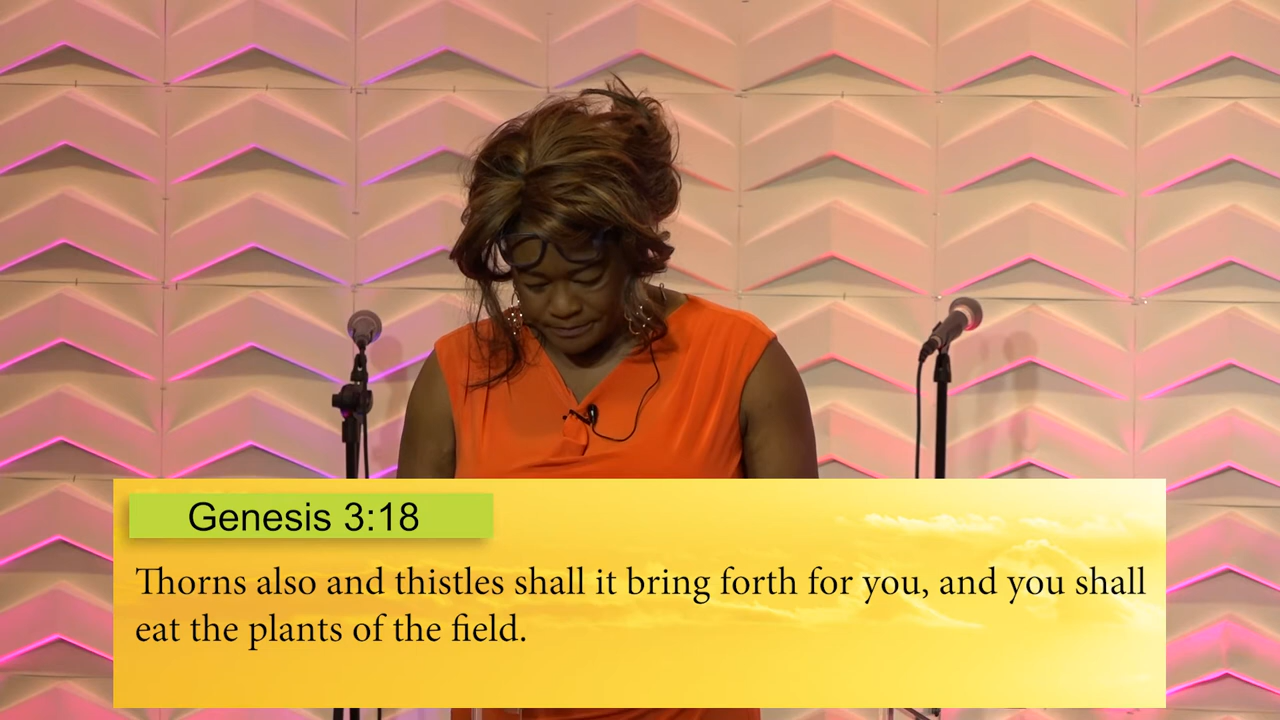 Genesis 3:18
Thorns also and thistles shall it bring forth for you, and you shall
eat the plants of the field.